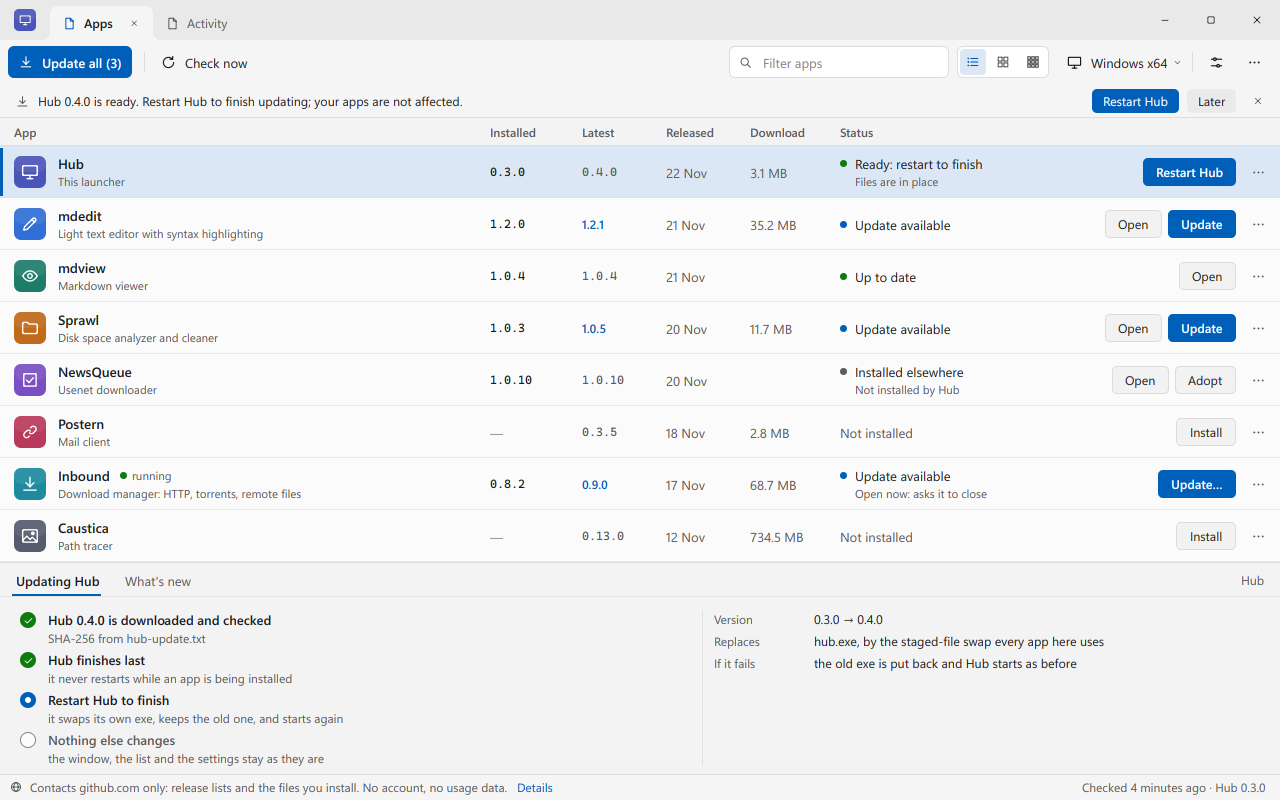 Apps
Activity
Update all (3)
Check now
Filter apps
Windows x64
Hub 0.4.0 is ready. Restart Hub to finish updating; your apps are not affected.
Restart Hub
Later
App Installed Latest Released Download Status
Hub
This launcher
0.3.0 0.4.0 22 Nov 3.1 MB
Ready: restart to finish
Files are in place
Restart Hub
mdedit
Light text editor with syntax highlighting
1.2.0 1.2.1 21 Nov 35.2 MB
Update available
Open Update
mdview
Markdown viewer
1.0.4 1.0.4 21 Nov
Up to date
Open
Sprawl
Disk space analyzer and cleaner
1.0.3 1.0.5 20 Nov 11.7 MB
Update available
Open Update
NewsQueue
Usenet downloader
1.0.10 1.0.10 20 Nov
Installed elsewhere
Not installed by Hub
Open Adopt
Postern
Mail client
— 0.3.5 18 Nov 2.8 MB
Not installed
Install
Inbound running
Download manager: HTTP, torrents, remote files
0.8.2 0.9.0 17 Nov 68.7 MB
Update available
Open now: asks it to close
Update...
Caustica
Path tracer
— 0.13.0 12 Nov 734.5 MB
Not installed
Install
Updating Hub
What's new
Hub
Hub 0.4.0 is downloaded and checked
SHA-256 from hub-update.txt
Hub finishes last
it never restarts while an app is being installed
Restart Hub to finish
it swaps its own exe, keeps the old one, and starts again
Nothing else changes
the window, the list and the settings stay as they are
Version 0.3.0 → 0.4.0
Replaces hub.exe, by the staged-file swap every app here uses
If it fails the old exe is put back and Hub starts as before
Contacts github.com only: release lists and the files you install. No account, no usage data. Details
Checked 4 minutes ago · Hub 0.3.0